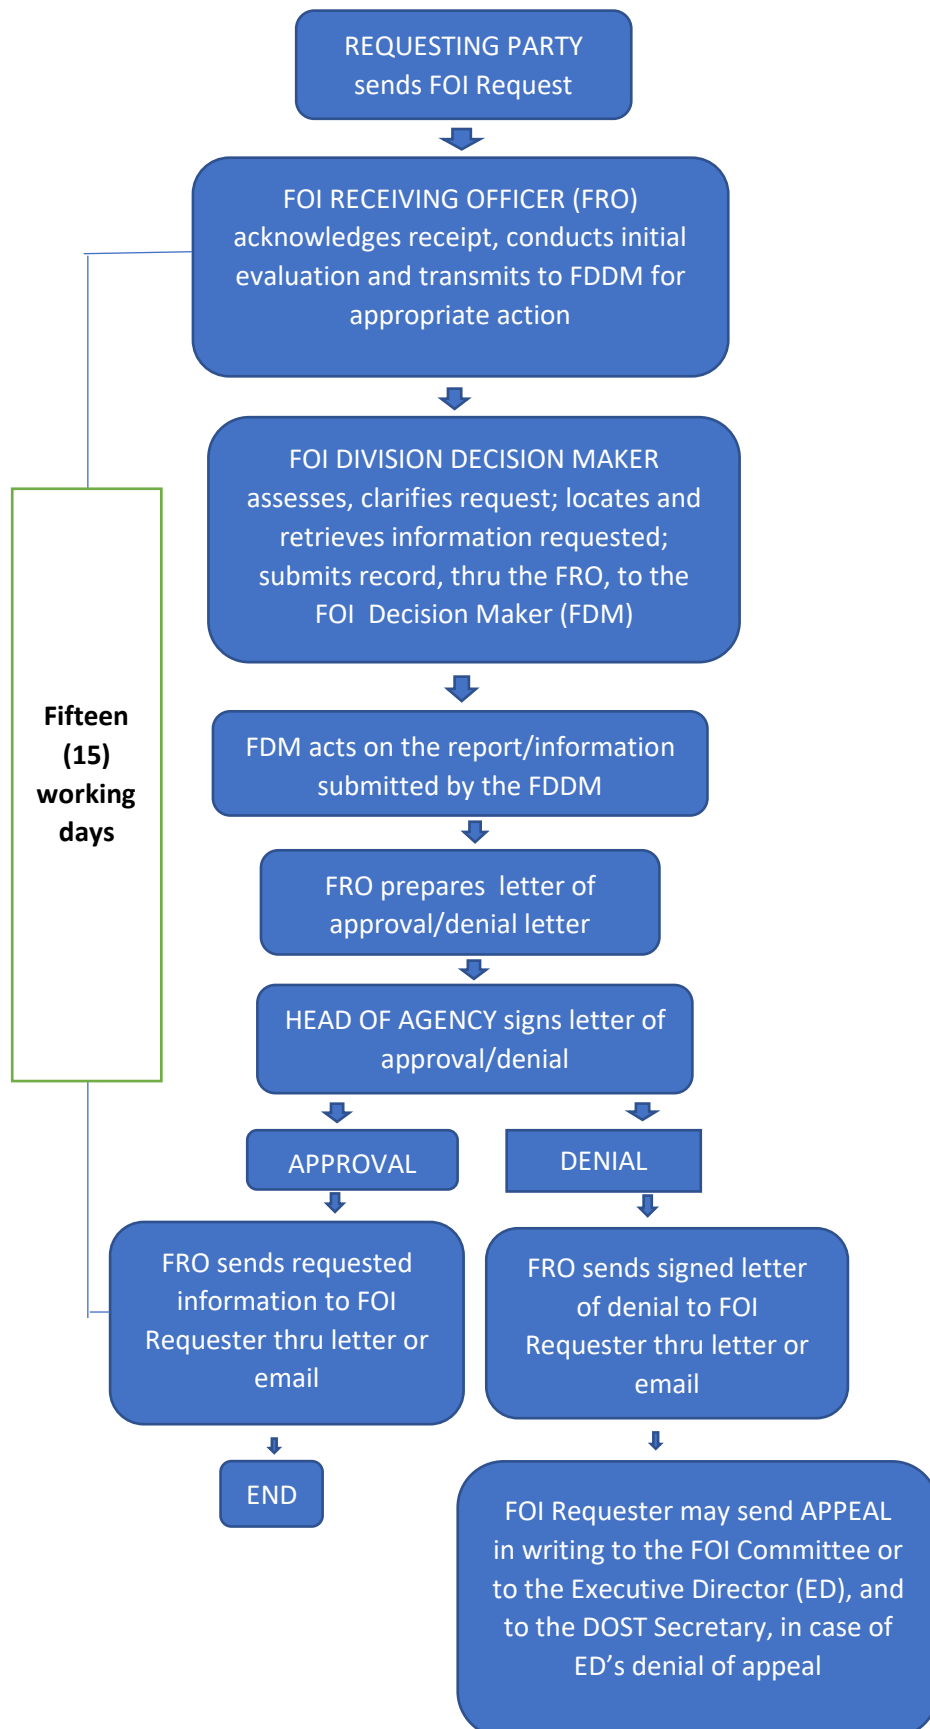 REQUESTING PARTY
sends FOI Request
FOI RECEIVING OFFICER (FRO)
acknowledges receipt, conducts initial
evaluation and transmits to FDDM for
appropriate action
FOI DIVISION DECISION MAKER
assesses, clarifies request; locates and
retrieves information requested;
submits record, thru the FRO, to the
FOI  Decision Maker (FDM)
Fifteen
(15)
working
days
FDM acts on the report/information
submitted by the FDDM
FRO prepares  letter of
approval/denial letter
HEAD OF AGENCY signs letter of
approval/denial
APPROVAL
DENIAL
FRO sends requested
information to FOI
Requester thru letter or
email
FRO sends signed letter
of denial to FOI
Requester thru letter or
email
END
FOI Requester may send APPEAL
in writing to the FOI Committee or
to the Executive Director (ED), and
to the DOST Secretary, in case of
ED’s denial of appeal